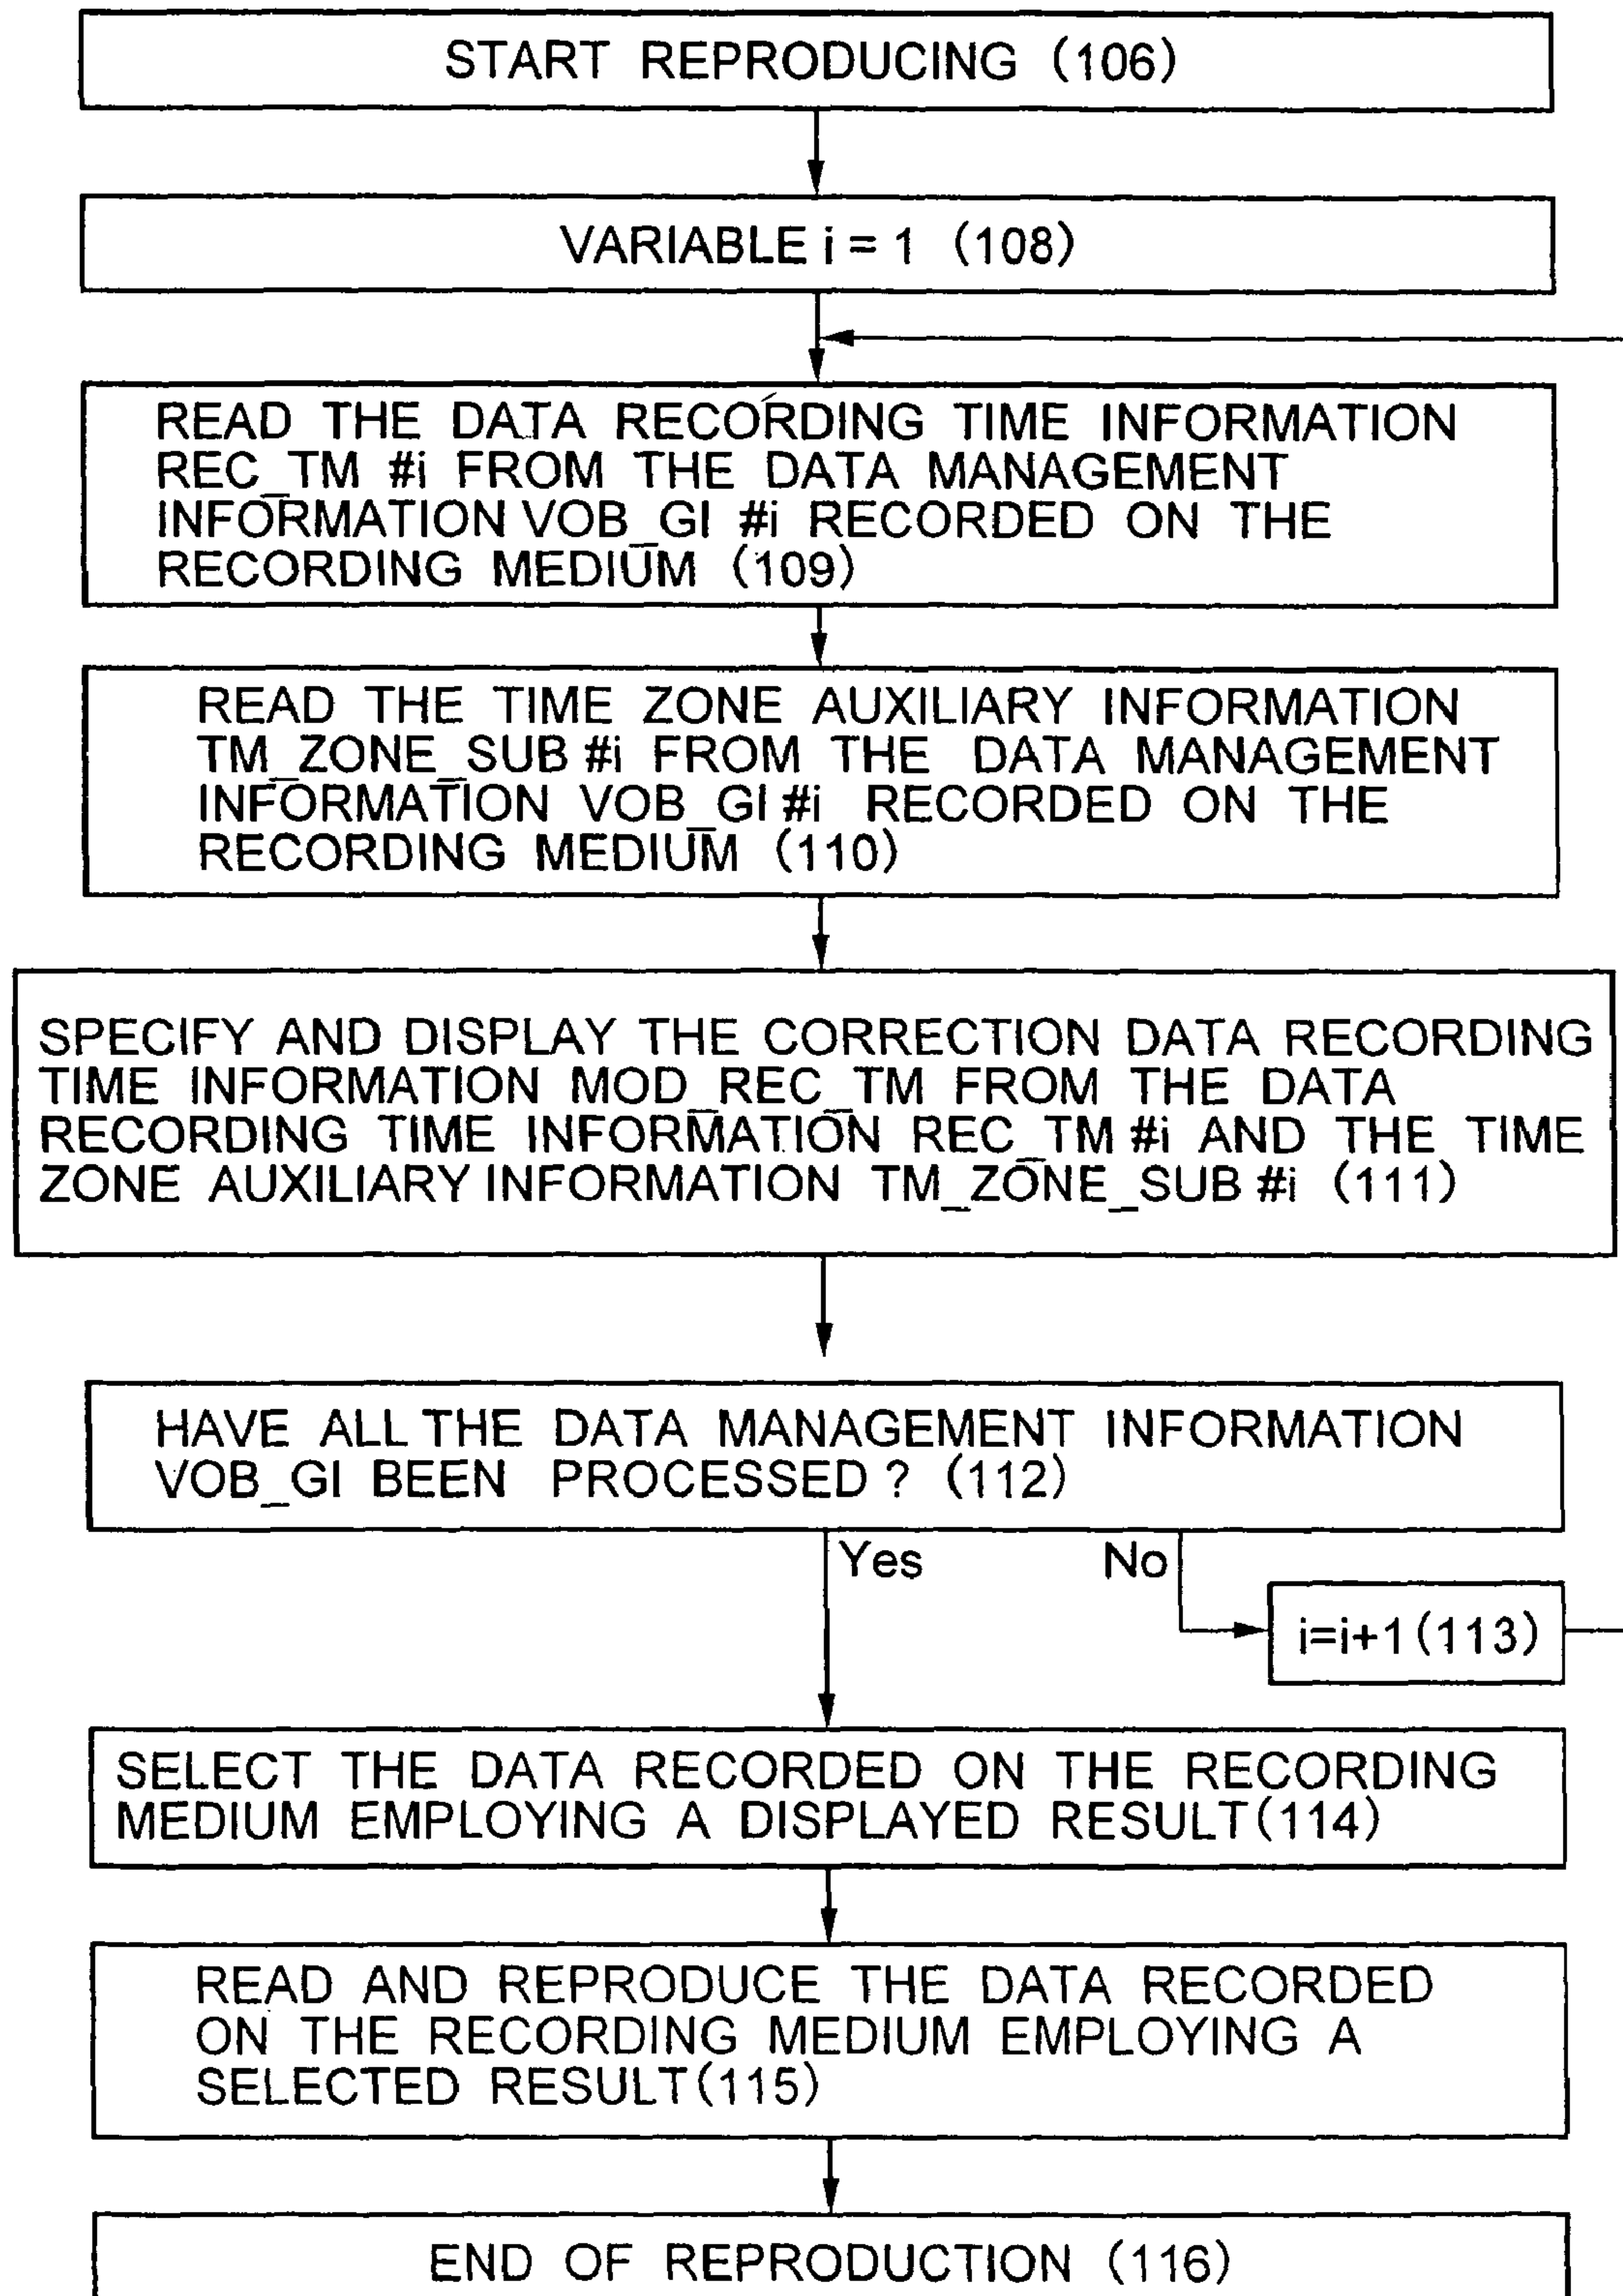 START REPRODUCING (106)
VARIABLE i = 1 (108)
READ THE DATA RECORDING TIME INFORMATION
REC_TM #i FROM THE DATA MANAGEMENT
INFORMATION VOB_GI #i RECORDED ON THE
RECORDING MEDIUM (109)
READ THE TIME ZONE AUXILIARY INFORMATION
TM_ZONE_SUB #i FROM THE DATA MANAGEMENT
INFORMATION VOB_GI #i RECORDED ON THE
RECORDING MEDIUM (110)
SPECIFY AND DISPLAY THE CORRECTION DATA RECORDING
TIME INFORMATION MOD_REC_TM FROM THE DATA
RECORDING TIME INFORMATION REC_TM #i AND THE TIME
ZONE AUXILIARY INFORMATION TM_ZONE_SUB #i (111)
HAVE ALL THE DATA MANAGEMENT INFORMATION
VOB_GI BEEN PROCESSED ? (112)
Yes No
i=i+1(113)
SELECT THE DATA RECORDED ON THE RECORDING
MEDIUM EMPLOYING A DISPLAYED RESULT(114)
READ AND REPRODUCE THE DATA RECORDED
ON THE RECORDING MEDIUM EMPLOYING A
SELECTED RESULT(115)
END OF REPRODUCTION (116)